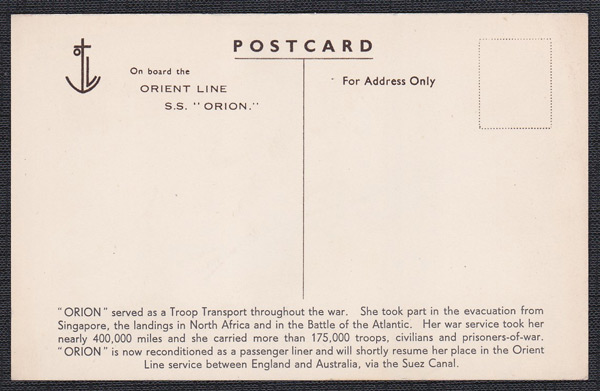 POSTCARD
On board the
ORIENT LINE
S.S. "ORION."
For Address Only
"ORION" served as a Troop Transport throughout the war. She took part in the evacuation from
Singapore, the landings in North Africa and in the Battle of the Atlantic. Her war service took her
nearly 400,000 miles and she carried more than 175,000 troops, civilians and prisoners-of-war.
"ORION" is now reconditioned as a passenger liner and will shortly resume her place in the Orient
Line service between England and Australia, via the Suez Canal.